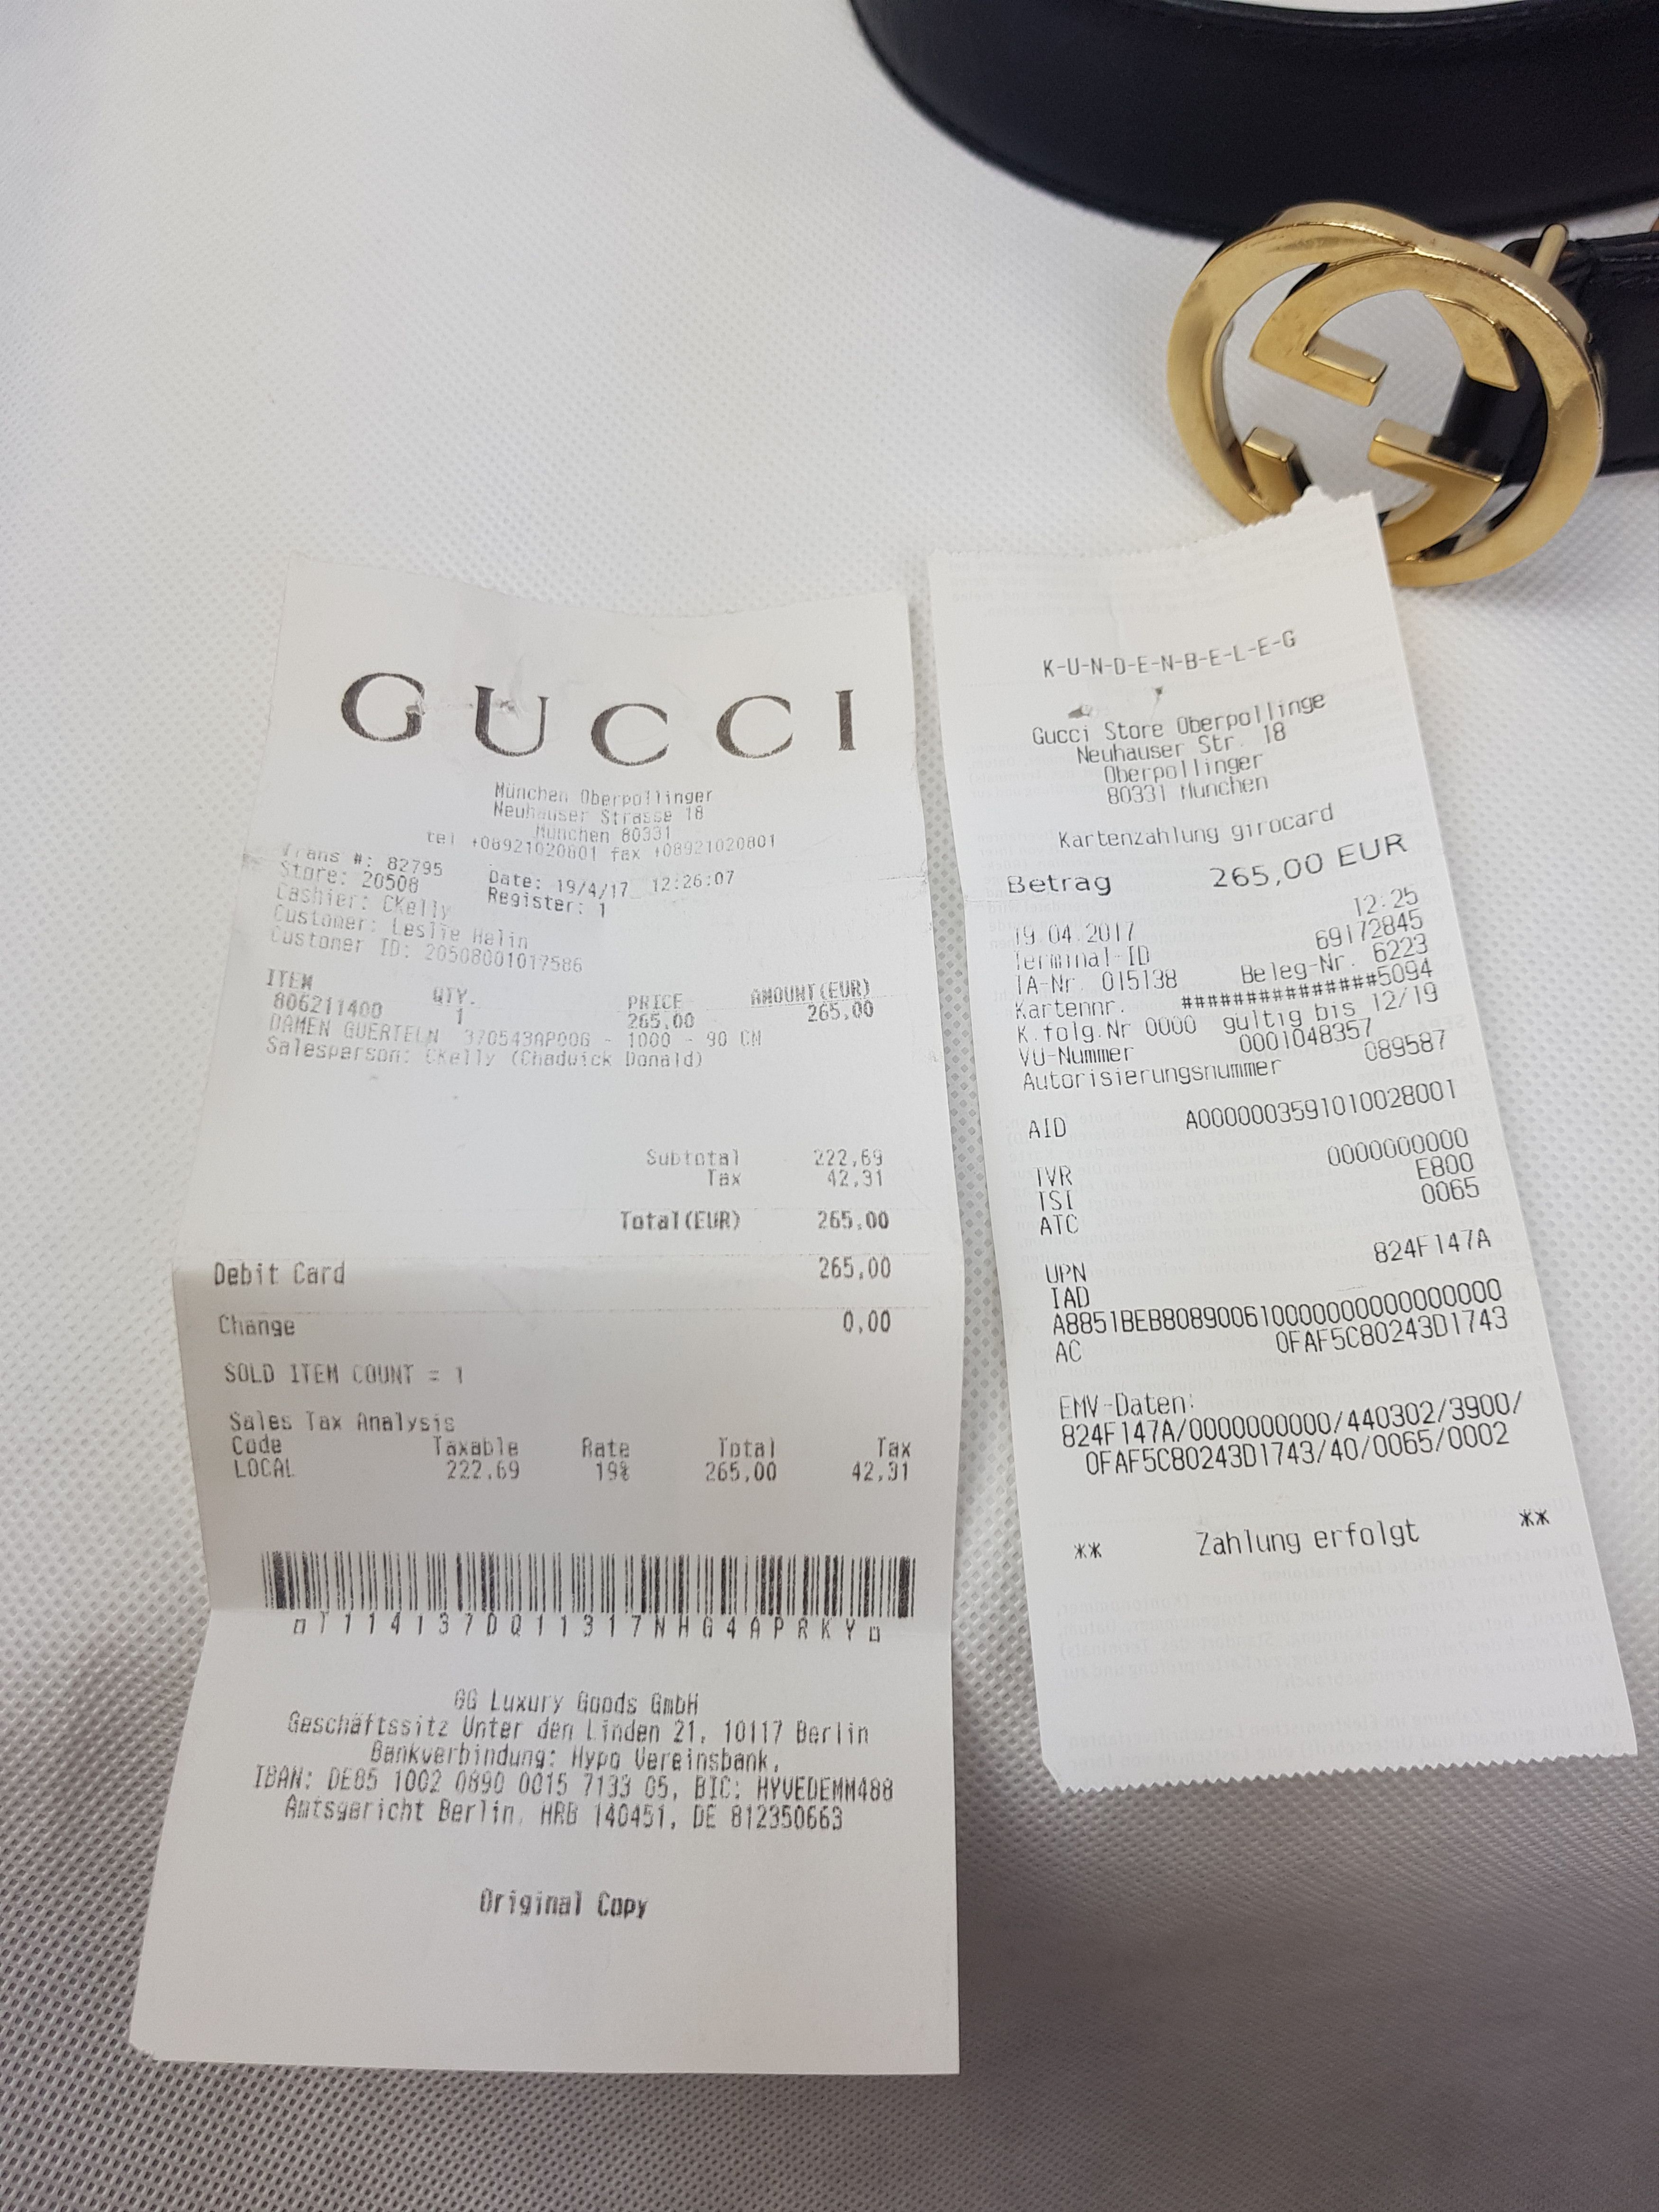 GUCCI
München Oberpollinger
Neuhauser Strasse 18
München 80331
tel +08921020801 fax +08921020801
Trans #: 82795 Date: 19/4/17 12:26:07
Store: 20508 Register: 1
Cashier: CKelly
Customer: Leslie Halin
Customer ID: 20508001017586
ITEM QTY. PRICE AMOUNT(EUR)
806211400 1 265,00 265,00
DAMEN GUERTELN 370543AP00G - 1000 - 90 CM
Salesperson: CKelly (Chadwick Donald)
Subtotal 222,69
Tax 42,31
Total(EUR) 265,00
Debit Card 265,00
Change 0,00
SOLD ITEM COUNT = 1
Sales Tax Analysis
Code Taxable Rate Total Tax
LOCAL 222,69 19% 265,00 42,31
T114137DQ11317NHG4APRKY
GG Luxury Goods GmbH
Geschäftssitz Unter den Linden 21, 10117 Berlin
Bankverbindung: Hypo Vereinsbank,
IBAN: DE85 1002 0890 0015 7133 05, BIC: HYVEDEMM488
Amtsgericht Berlin, HRB 140451, DE 812350663
Original Copy
K-U-N-D-E-N-B-E-L-E-G
Gucci Store Oberpollinge
Neuhauser Str. 18
Oberpollinger
80331 Munchen
Kartenzahlung girocard
Betrag 265,00 EUR
19.04.2017 12:25
Terminal-ID 69172845
TA-Nr. 015138 Beleg-Nr. 6223
Kartennr. ###############5094
K.folg.Nr 0000 gültig bis 12/19
VU-Nummer 0001048357
Autorisierungsnummer 089587
AID A0000003591010028001
TVR 0000000000
TSI E800
ATC 0065
UPN 824F147A
IAD
A8851BEB80890061000000000000000
AC 0FAF5C80243D1743
EMV-Daten:
824F147A/0000000000/440302/3900/
0FAF5C80243D1743/40/0065/0002
** Zahlung erfolgt **